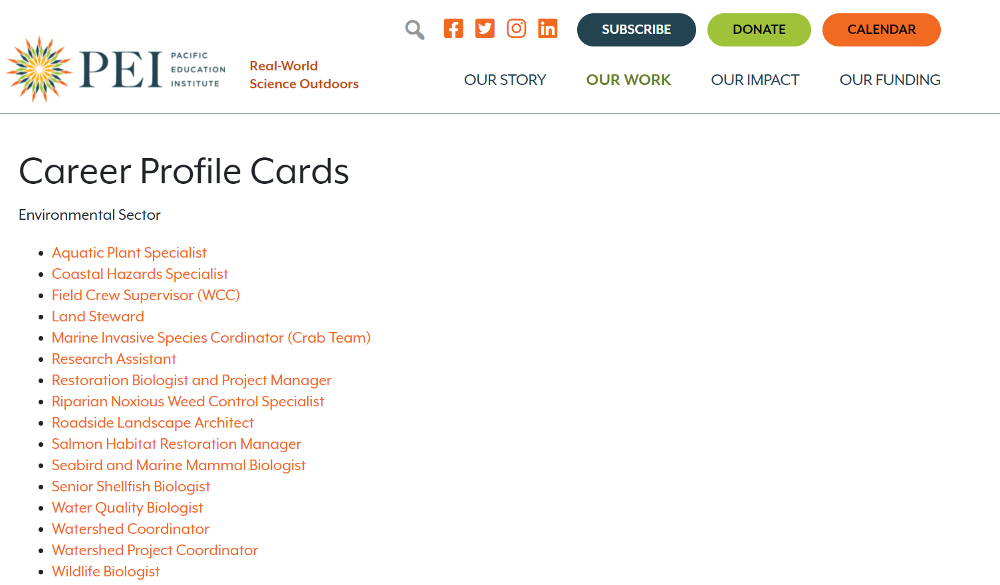 SUBSCRIBE
DONATE
CALENDAR
PEI
PACIFIC
EDUCATION
INSTITUTE
Real-World
Science Outdoors
OUR STORY
OUR WORK
OUR IMPACT
OUR FUNDING
Career Profile Cards
Environmental Sector
Aquatic Plant Specialist
Coastal Hazards Specialist
Field Crew Supervisor (WCC)
Land Steward
Marine Invasive Species Cordinator (Crab Team)
Research Assistant
Restoration Biologist and Project Manager
Riparian Noxious Weed Control Specialist
Roadside Landscape Architect
Salmon Habitat Restoration Manager
Seabird and Marine Mammal Biologist
Senior Shellfish Biologist
Water Quality Biologist
Watershed Coordinator
Watershed Project Coordinator
Wildlife Biologist